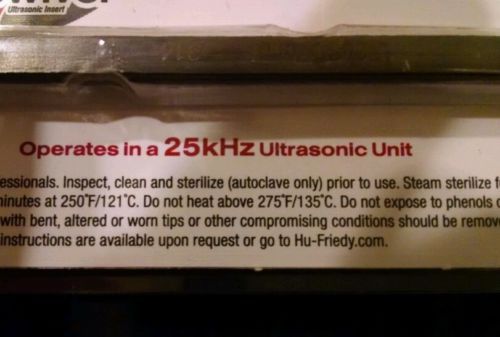 Ultrasonic Insert
Operates in a 25kHz Ultrasonic Unit
essionals. Inspect, clean and sterilize (autoclave only) prior to use. Steam sterilize f
minutes at 250°F/121°C. Do not heat above 275°F/135°C. Do not expose to phenols o
with bent, altered or worn tips or other compromising conditions should be remov
instructions are available upon request or go to Hu-Friedy.com.